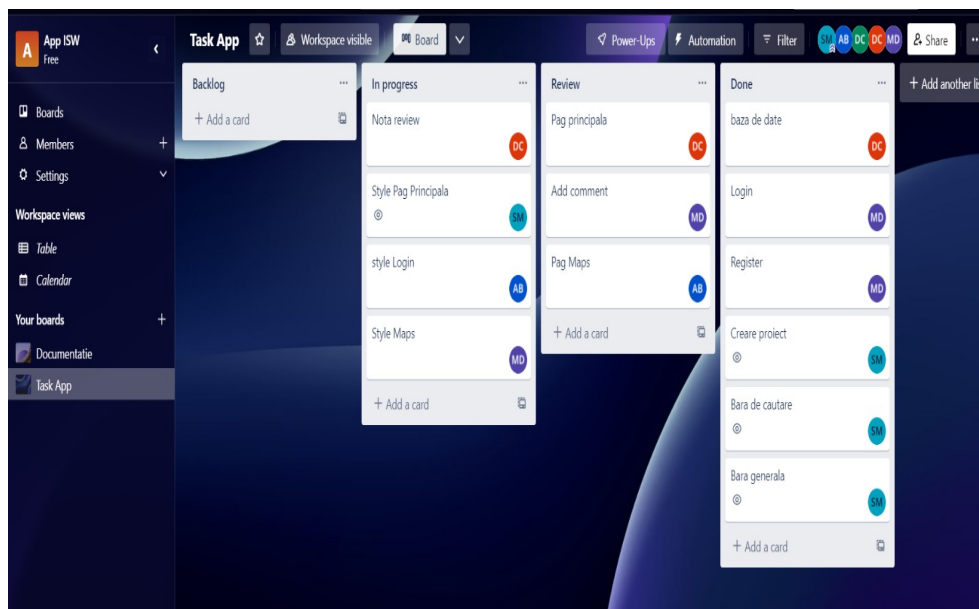 A
App ISW
Free
Boards
Members
Settings
Workspace views
Table
Calendar
Your boards
Documentatie
Task App
Task App
Workspace visible
Board
Power-Ups
Automation
Filter
SM AB DC DC MD
Share
Backlog
+ Add a card
In progress
Nota review
DC
Style Pag Principala
SM
style Login
AB
Style Maps
MD
+ Add a card
Review
Pag principala
DC
Add comment
MD
Pag Maps
AB
+ Add a card
Done
baza de date
DC
Login
MD
Register
MD
Creare proiect
SM
Bara de cautare
SM
Bara generala
SM
+ Add a card
+ Add another lis